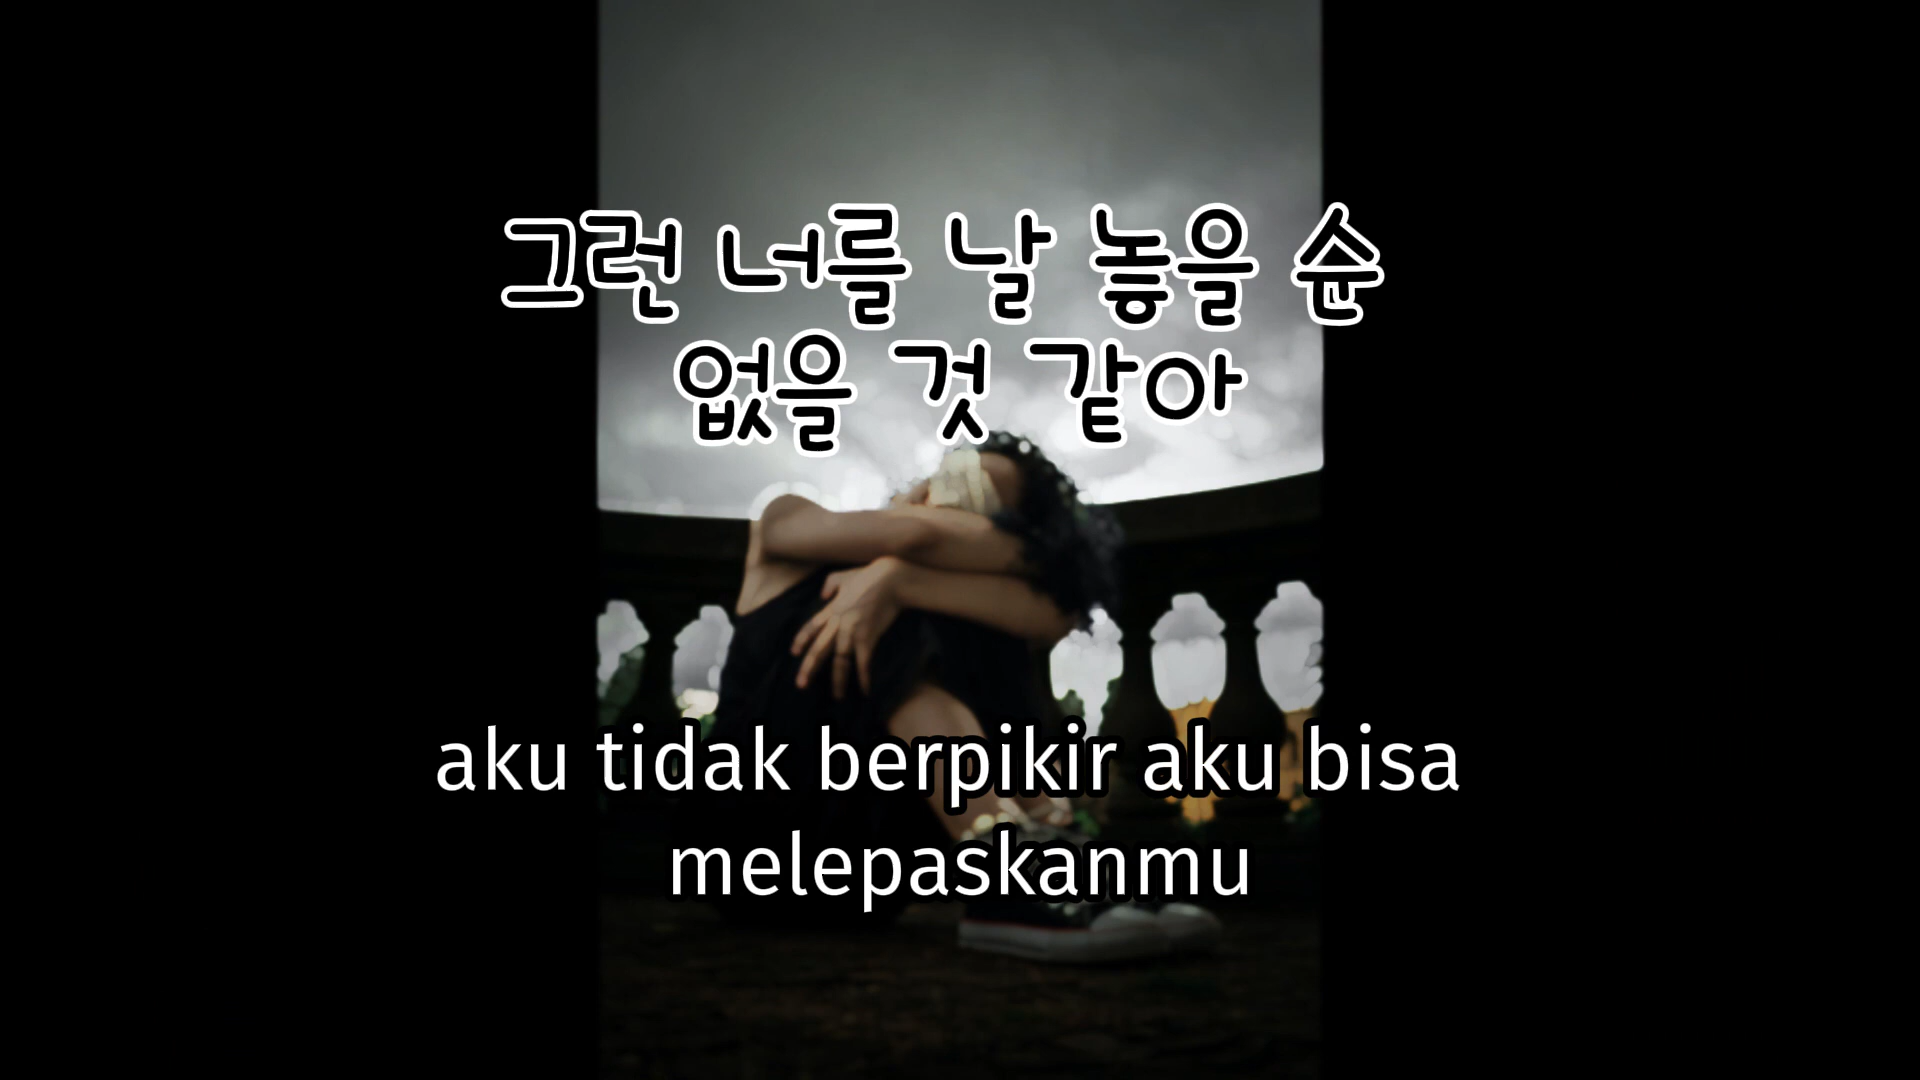 그런 너를 날 놓을 순
없을 것 같아
aku tidak berpikir aku bisa
melepaskanmu